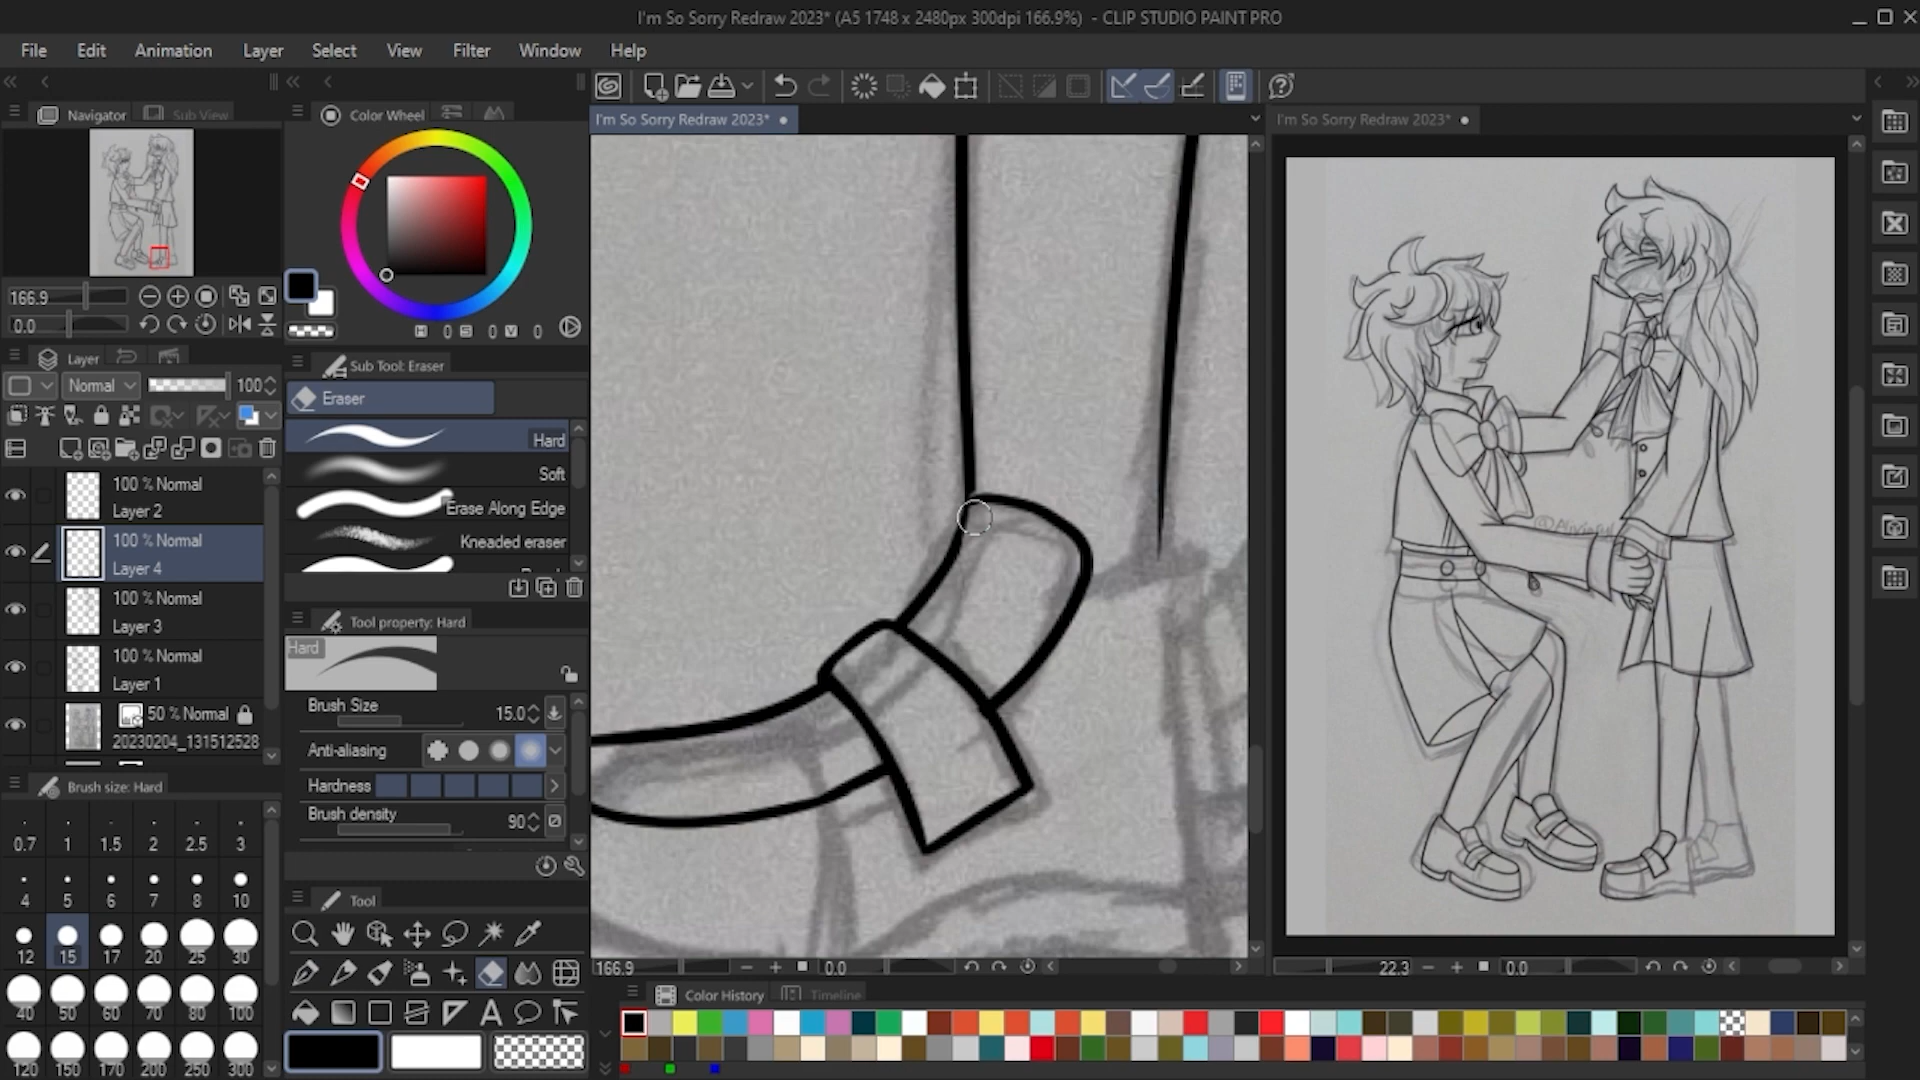 I'm So Sorry Redraw 2023* (A5 1748 x 2480px 300dpi 166.9%) - CLIP STUDIO PAINT PRO
File Edit Animation Layer Select View Filter Window Help
Navigator Sub View
Color Wheel
I'm So Sorry Redraw 2023*
I'm So Sorry Redraw 2023*
166.9
0.0
H 0 S 0 V 0
Layer
Sub Tool: Eraser
Normal 100
Eraser
Hard
Soft
Erase Along Edge
Kneaded eraser
100 % Normal
Layer 2
100 % Normal
Layer 4
100 % Normal
Layer 3
100 % Normal
Layer 1
50 % Normal
20230204_131512528
Tool property: Hard
Hard
Brush Size 15.0
Anti-aliasing
Hardness
Brush density 90
Brush size: Hard
0.7 1 1.5 2 2.5 3
4 5 6 7 8 10
12 15 17 20 25 30
40 50 60 70 80 100
120 150 170 200 250 300
Tool
166.9 0.0
22.3 0.0
Color History Timeline